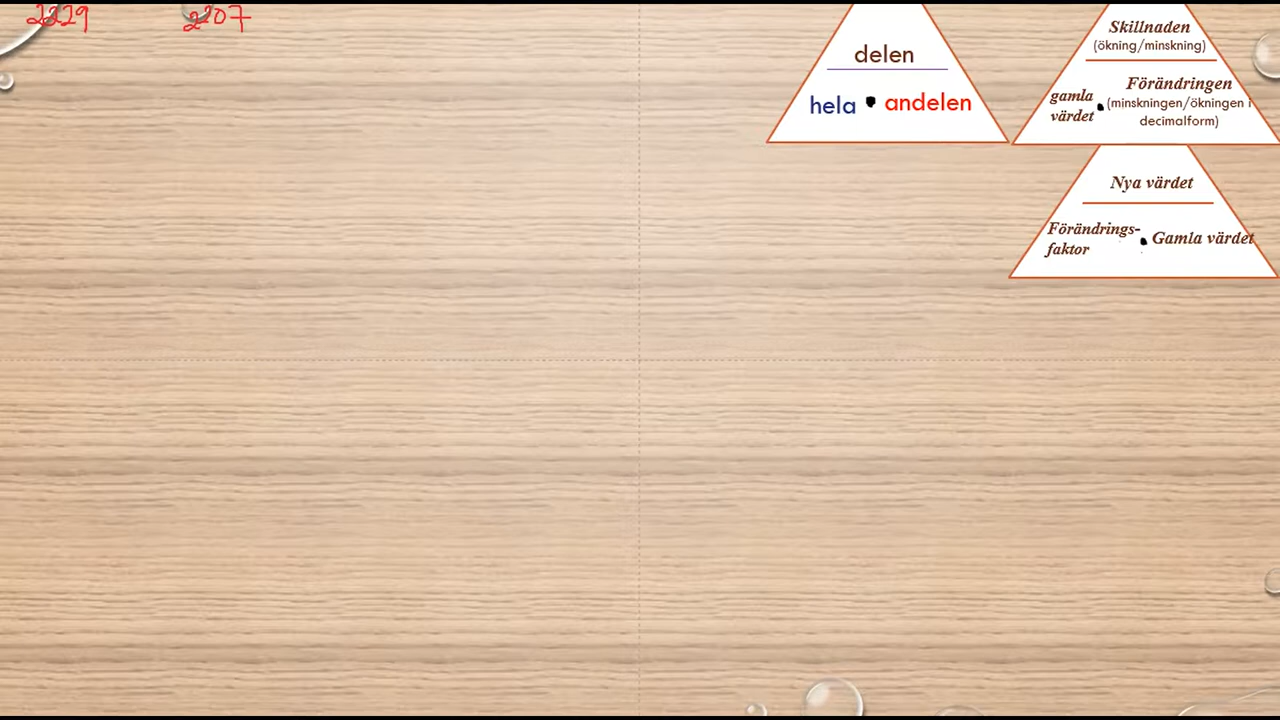 2229 2207
delen
hela • andelen
Skillnaden
(ökning/minskning)
gamla värdet • Förändringen
(minskningen/ökningen i
decimalform)
Nya värdet
Förändrings-
faktor • Gamla värdet